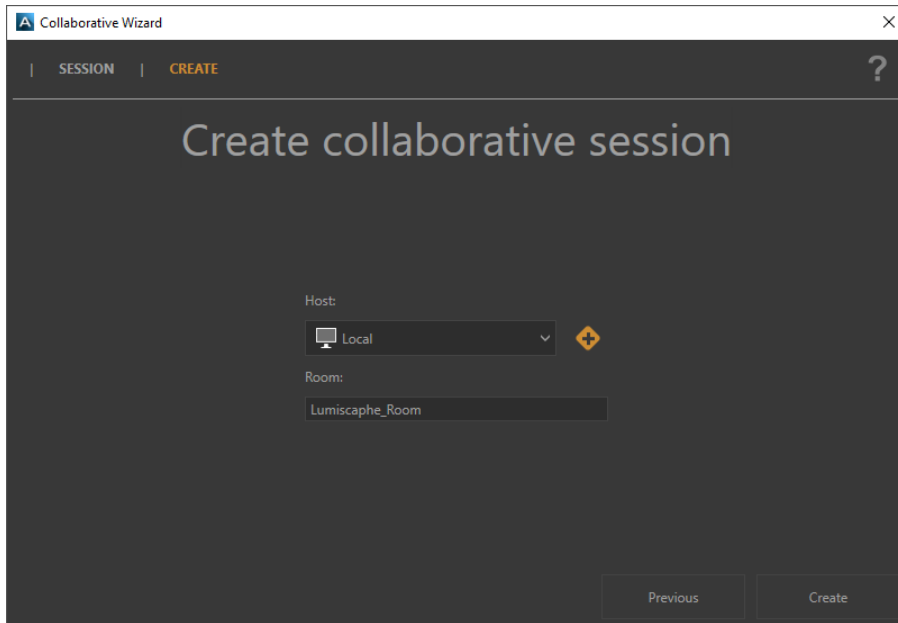 Collaborative Wizard
| SESSION | CREATE ?
Create collaborative session
Host:
Local
Room:
Lumiscaphe_Room
Previous Create